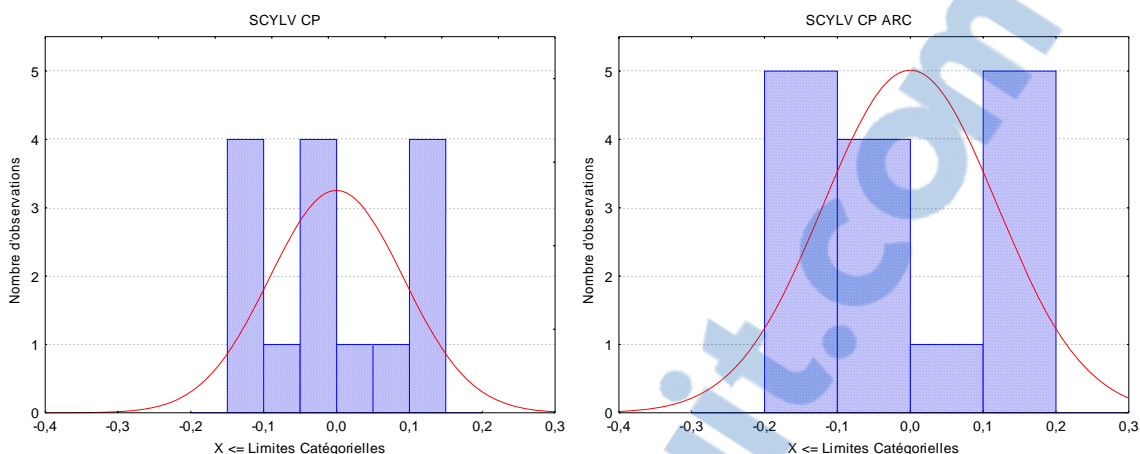 SCYLV CP
Nombre d'observations
5
4
3
2
1
0
-0,4 -0,3 -0,2 -0,1 0,0 0,1 0,2 0,3
X <= Limites Catégorielles
SCYLV CP ARC
Nombre d'observations
5
4
3
2
1
0
-0,4 -0,3 -0,2 -0,1 0,0 0,1 0,2 0,3
X <= Limites Catégorielles
it.com